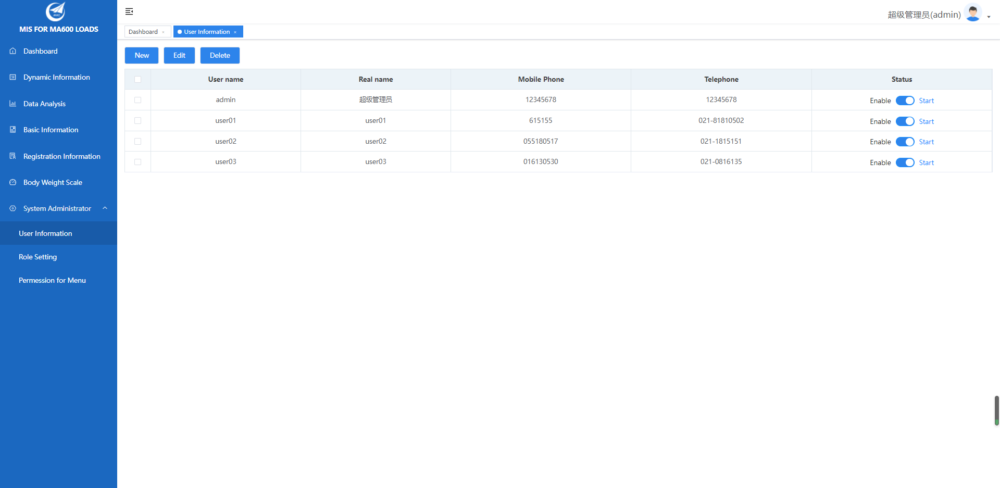 AVIC
MIS FOR MA600 LOADS
Dashboard
Dynamic Information
Data Analysis
Basic Information
Registration Information
Body Weight Scale
System Administrator
User Information
Role Setting
Permession for Menu
超级管理员(admin)
Dashboard × User Information ×
New Edit Delete
User name Real name Mobile Phone Telephone Status
admin 超级管理员 12345678 12345678 Enable Start
user01 user01 615155 021-81810502 Enable Start
user02 user02 055180517 021-1815151 Enable Start
user03 user03 016130530 021-0816135 Enable Start